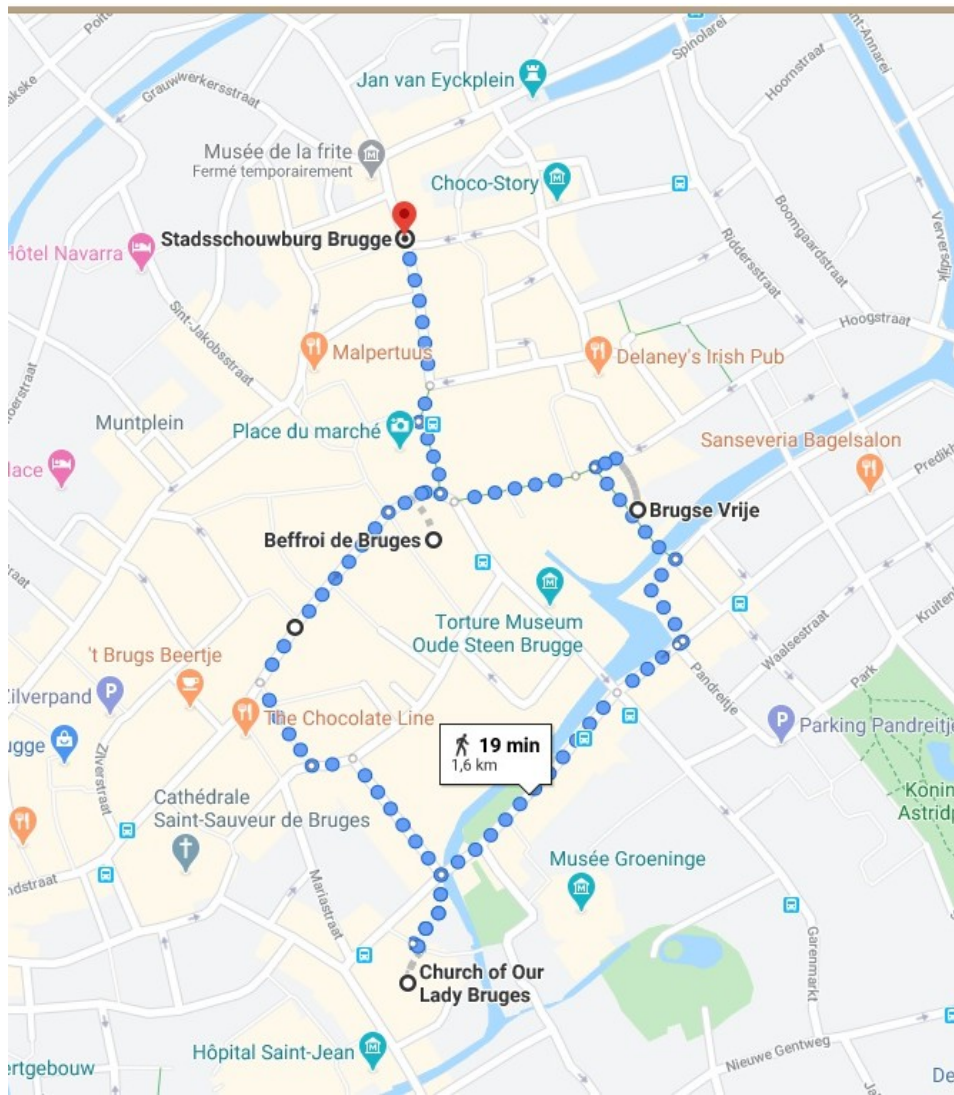 Jan van Eyckplein
Spinolarei
Hoornstraat
Grauwwerkersstraat
Musée de la frite
Fermé temporairement
Choco-Story
Boomgaardstraat
Verversdijk
Riddersstraat
Stadsschouwburg Brugge
Hôtel Navarra
Sint-Jakobsstraat
Hoogstraat
Malpertuus
Delaney's Irish Pub
Muntplein
Place du marché
Sanseveria Bagelsalon
Brugse Vrije
Beffroi de Bruges
Torture Museum
Oude Steen Brugge
Waalsestraat
't Brugs Beertje
Pandreitje
Park
P
P
Parking Pandreitje
The Chocolate Line
Zilverstraat
19 min
1,6 km
Cathédrale
Saint-Sauveur de Bruges
Musée Groeninge
Mariastraat
Garenmarkt
Church of Our
Lady Bruges
Hôpital Saint-Jean
Nieuwe Gentweg